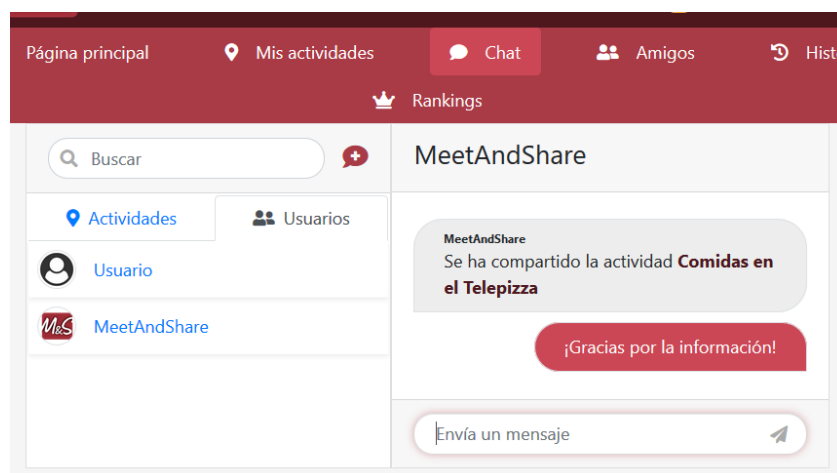 Página principal
Mis actividades
Chat
Amigos
Hist
Rankings
Buscar
Actividades
Usuarios
Usuario
M&S
MeetAndShare
MeetAndShare
MeetAndShare
Se ha compartido la actividad Comidas en
el Telepizza
¡Gracias por la información!
Envía un mensaje